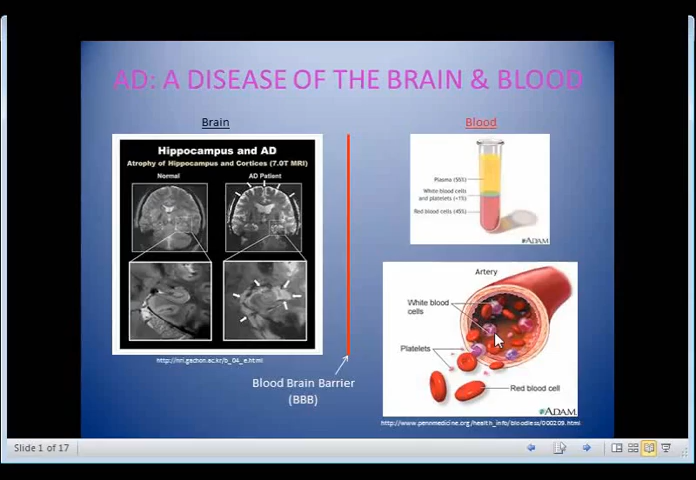 AD: A DISEASE OF THE BRAIN & BLOOD
Brain
Hippocampus and AD
Atrophy of Hippocampus and Cortices (7.0T MRI)
Normal
AD Patient
http://nri.gachon.ac.kr/b_04_e.html
Blood Brain Barrier
(BBB)
Blood
Plasma (55%)
White blood cells
and platelets (<1%)
Red blood cells (45%)
ADAM
Artery
White blood
cells
Platelets
Red blood cell
ADAM
http://www.pennmedicine.org/health_info/bloodless/000209.html
Slide 1 of 17